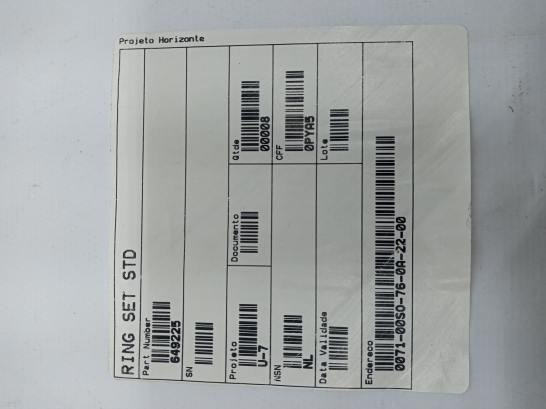 Projeto Horizonte
RING SET STD
Part Number
649225
SN
Projeto
U-7
Documento
Qtde
00008
NSN
NL
CFF
0PYA5
Data Validade
Lote
Endereco
0071-00SO-76-0A-22-00